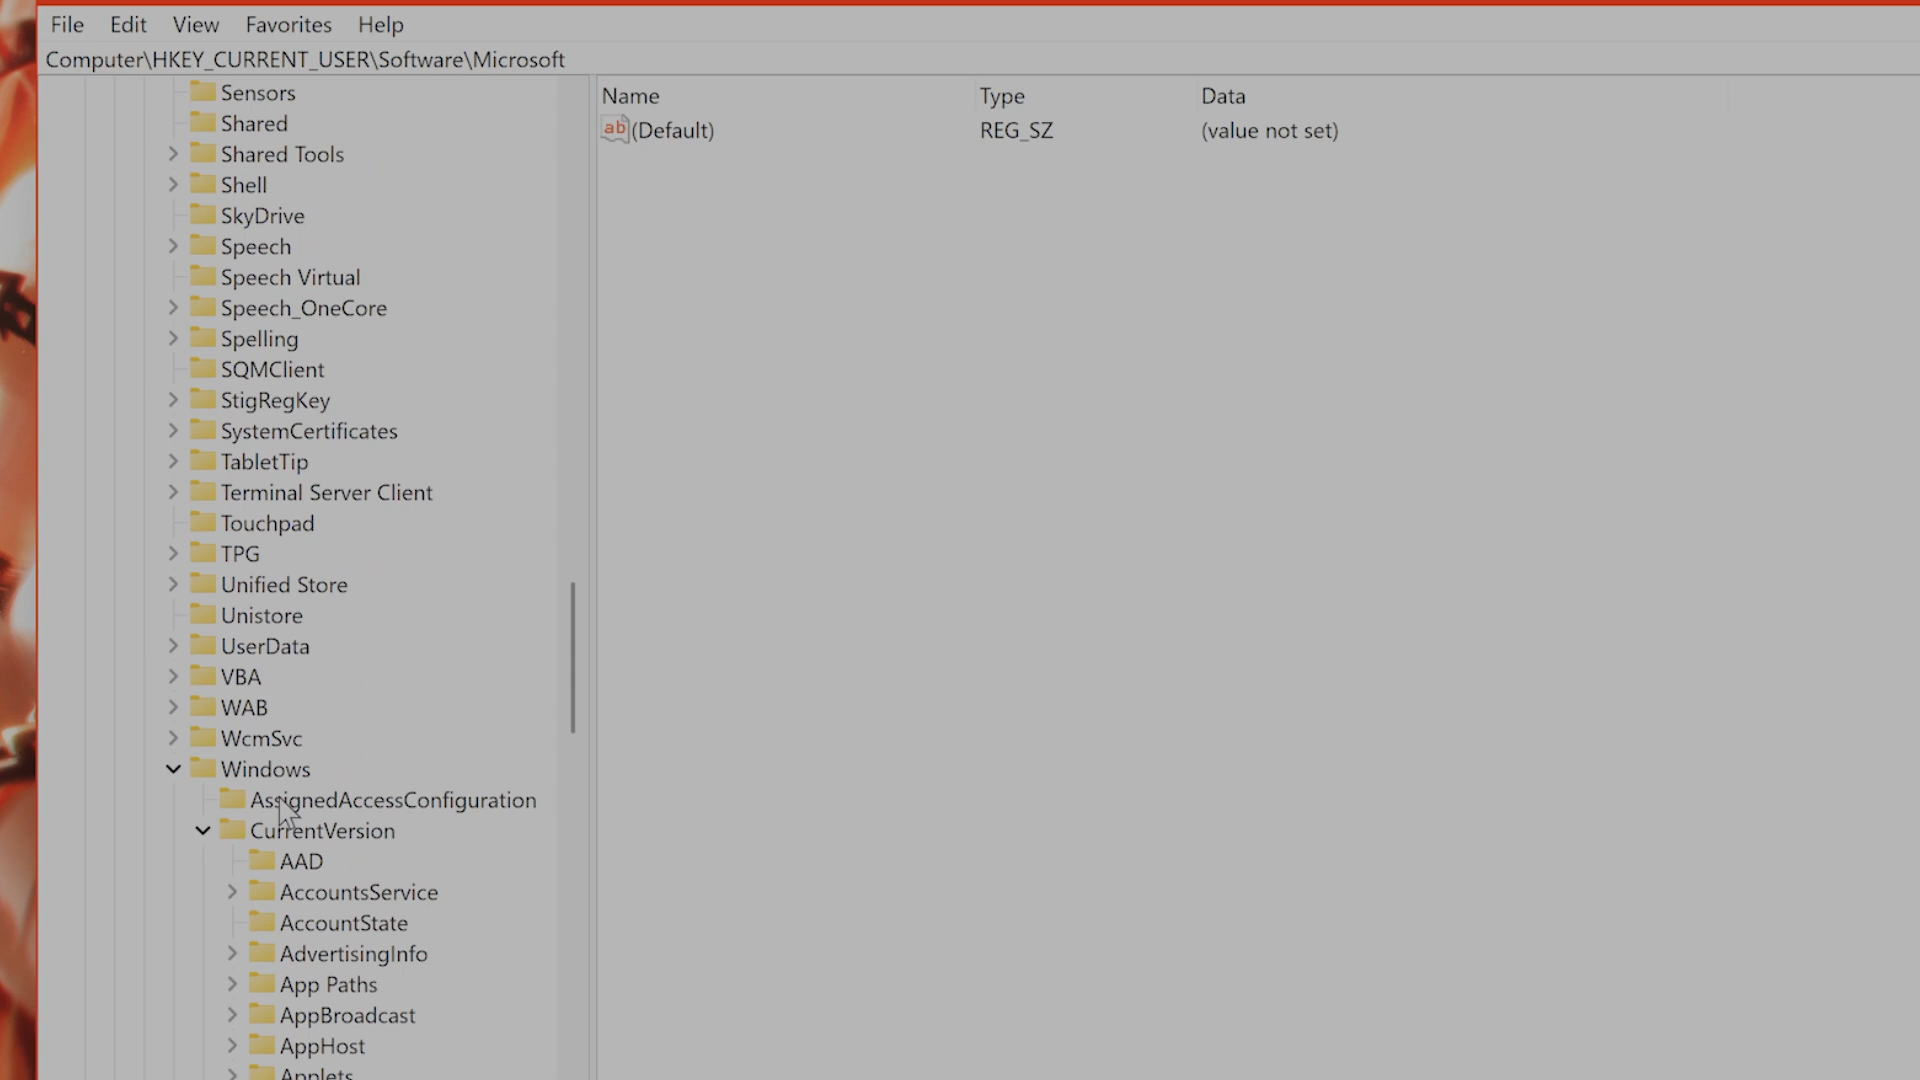 File Edit View Favorites Help
Computer\HKEY_CURRENT_USER\Software\Microsoft
Name Type Data
ab (Default) REG_SZ (value not set)
Sensors
Shared
Shared Tools
Shell
SkyDrive
Speech
Speech Virtual
Speech_OneCore
Spelling
SQMClient
StigRegKey
SystemCertificates
TabletTip
Terminal Server Client
Touchpad
TPG
Unified Store
Unistore
UserData
VBA
WAB
WcmSvc
Windows
AssignedAccessConfiguration
CurrentVersion
AAD
AccountsService
AccountState
AdvertisingInfo
App Paths
AppBroadcast
AppHost
Applets